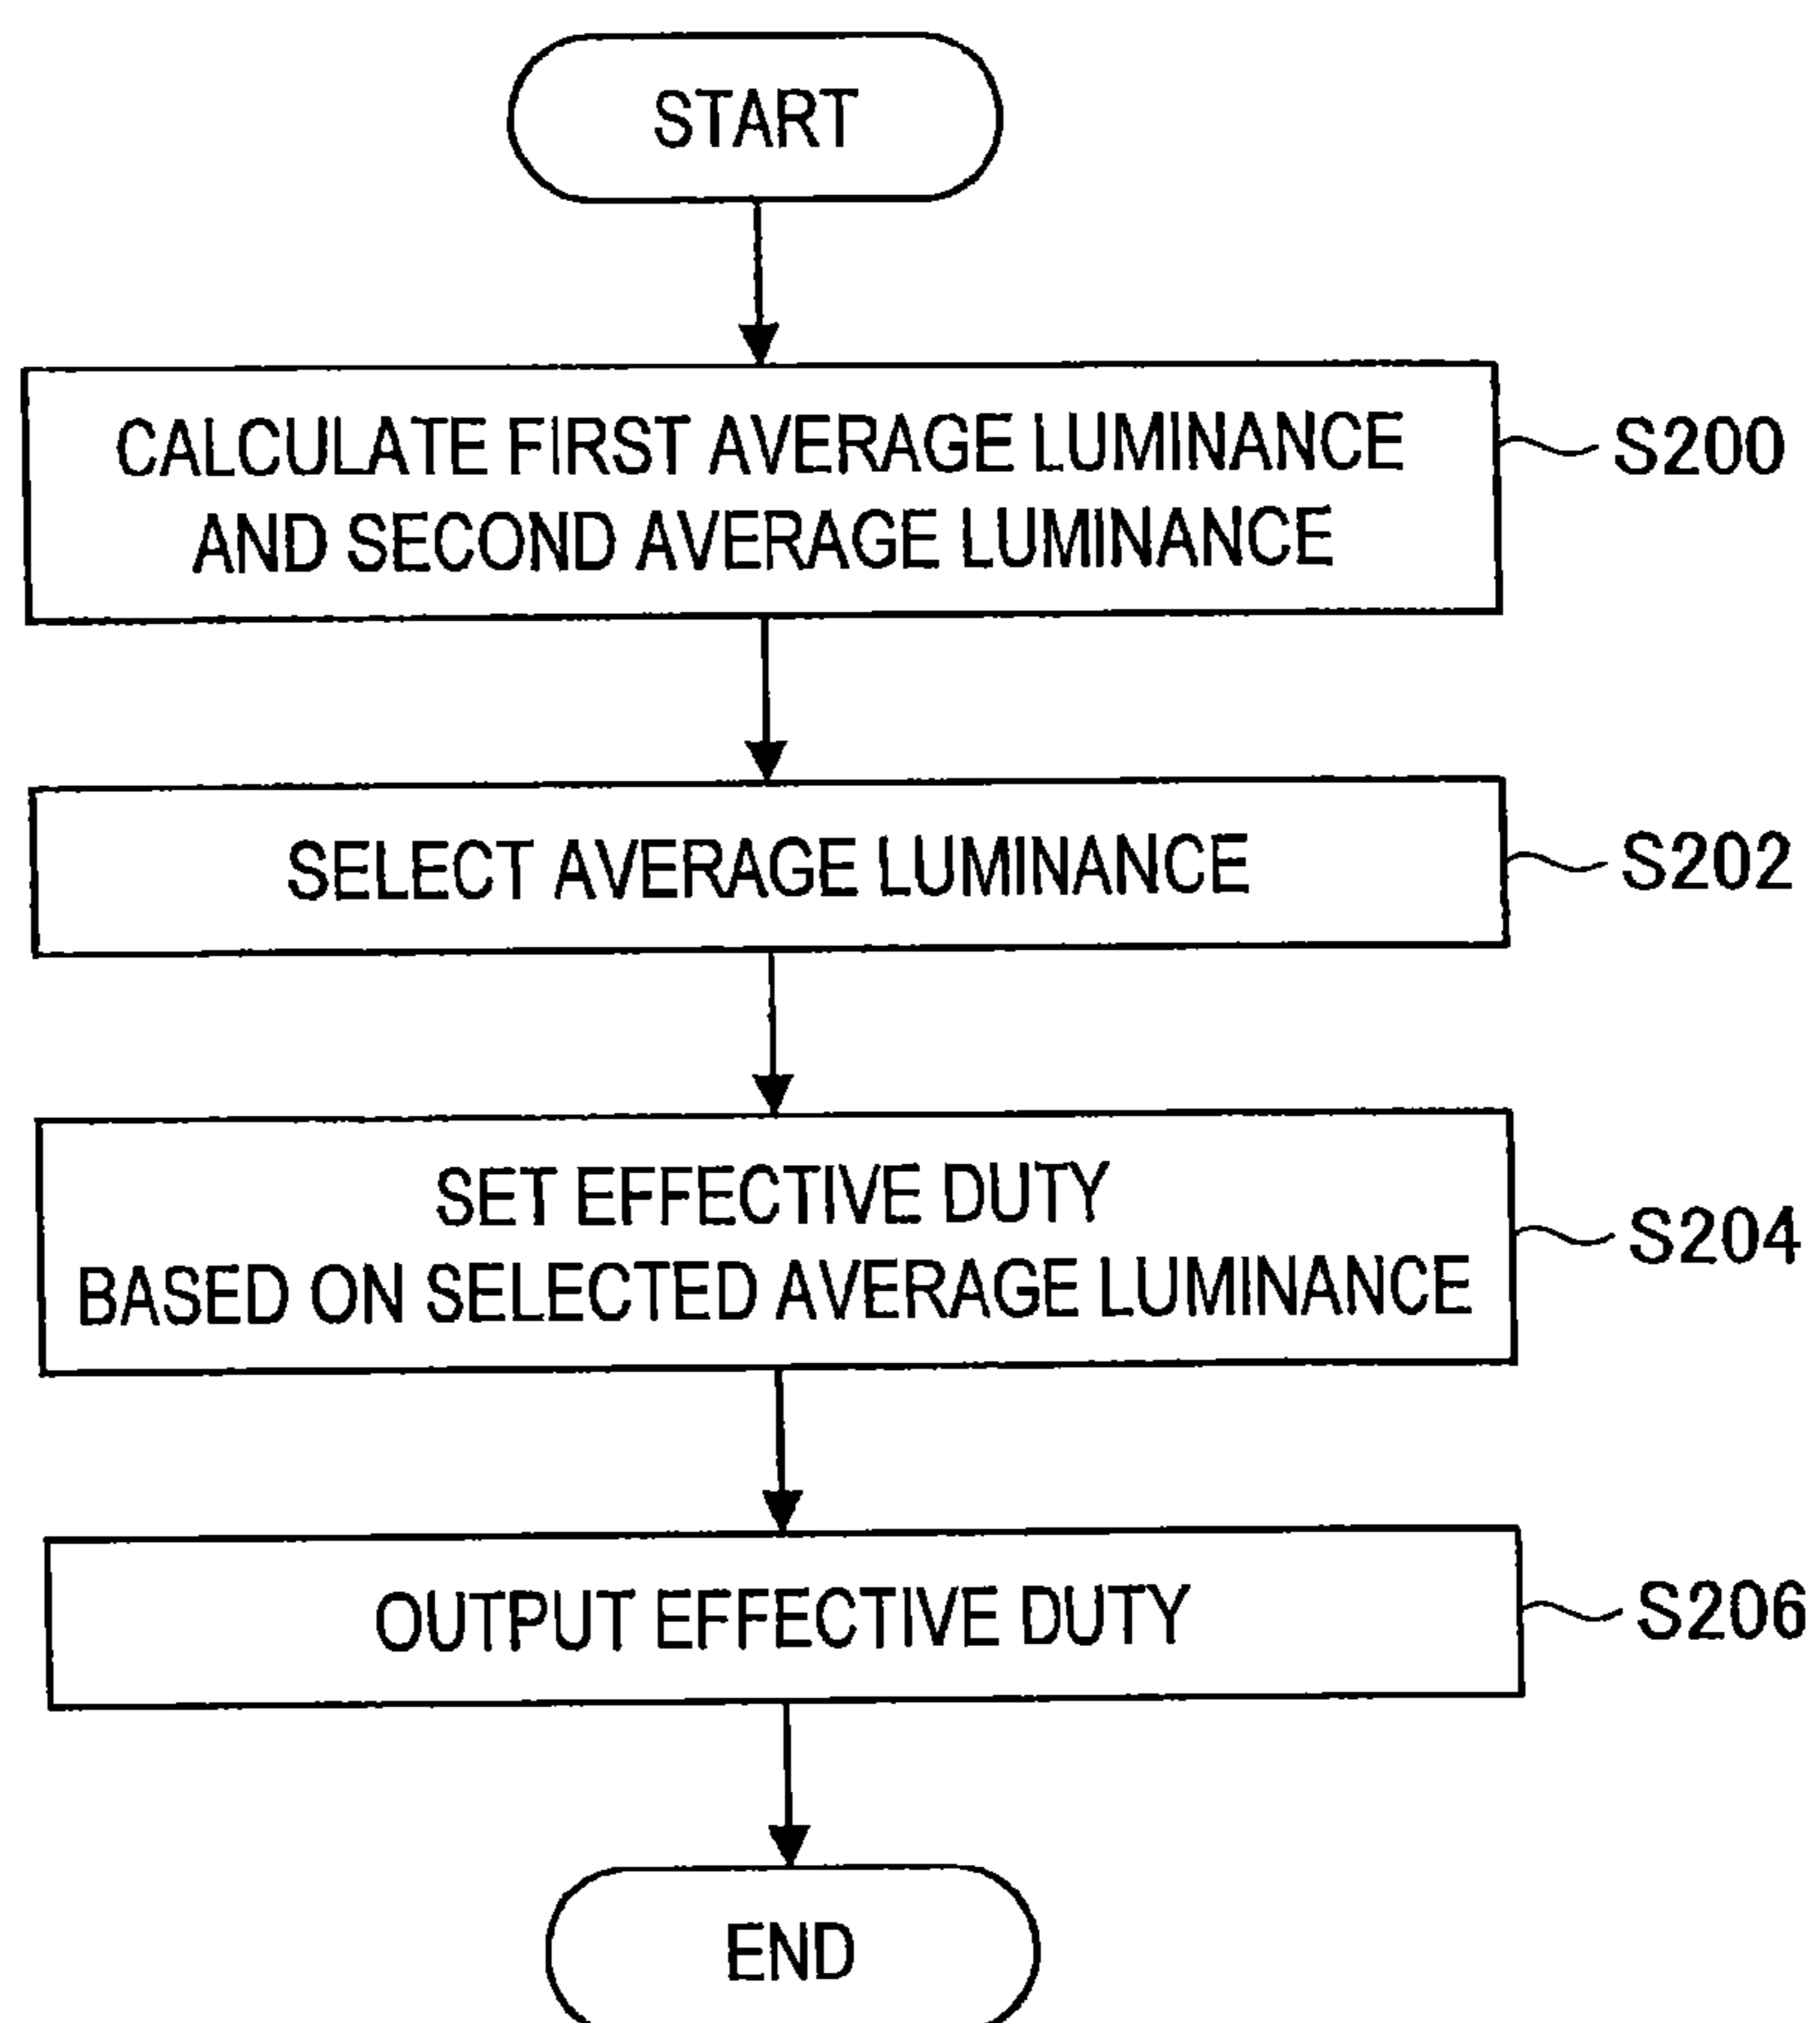 START
CALCULATE FIRST AVERAGE LUMINANCE
AND SECOND AVERAGE LUMINANCE
S200
SELECT AVERAGE LUMINANCE
S202
SET EFFECTIVE DUTY
BASED ON SELECTED AVERAGE LUMINANCE
S204
OUTPUT EFFECTIVE DUTY
S206
END